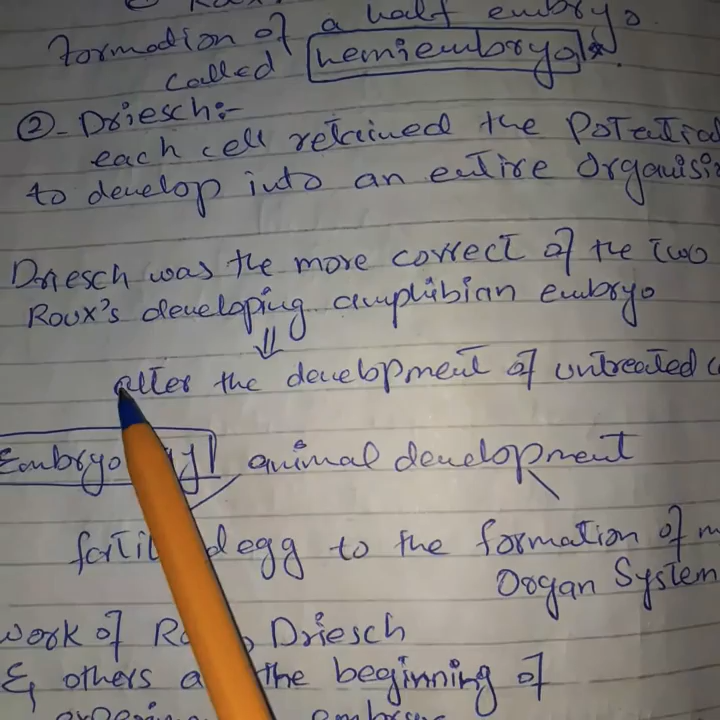 Formation of a half embryo.
called hemiembryo
② - Driesch:-
each cell retained the Potential
to develop into an entire Organis
Driesch was the more correct of the two
Roux's developing amphibian embryo
alter the development of untreated
Embryo animal development
egg to the formation of
Organ System
work of Driesch
& others the beginning of